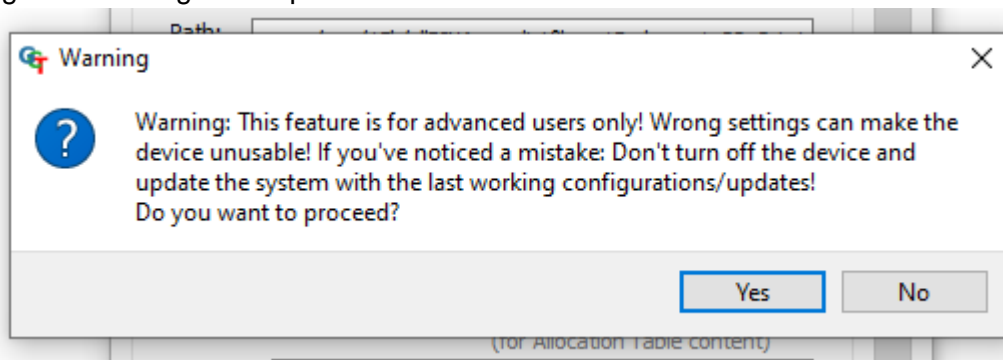 Path:
Warning
Warning: This feature is for advanced users only! Wrong settings can make the
device unusable! If you've noticed a mistake: Don't turn off the device and
update the system with the last working configurations/updates!
Do you want to proceed?
Yes No
(for Allocation Table content)